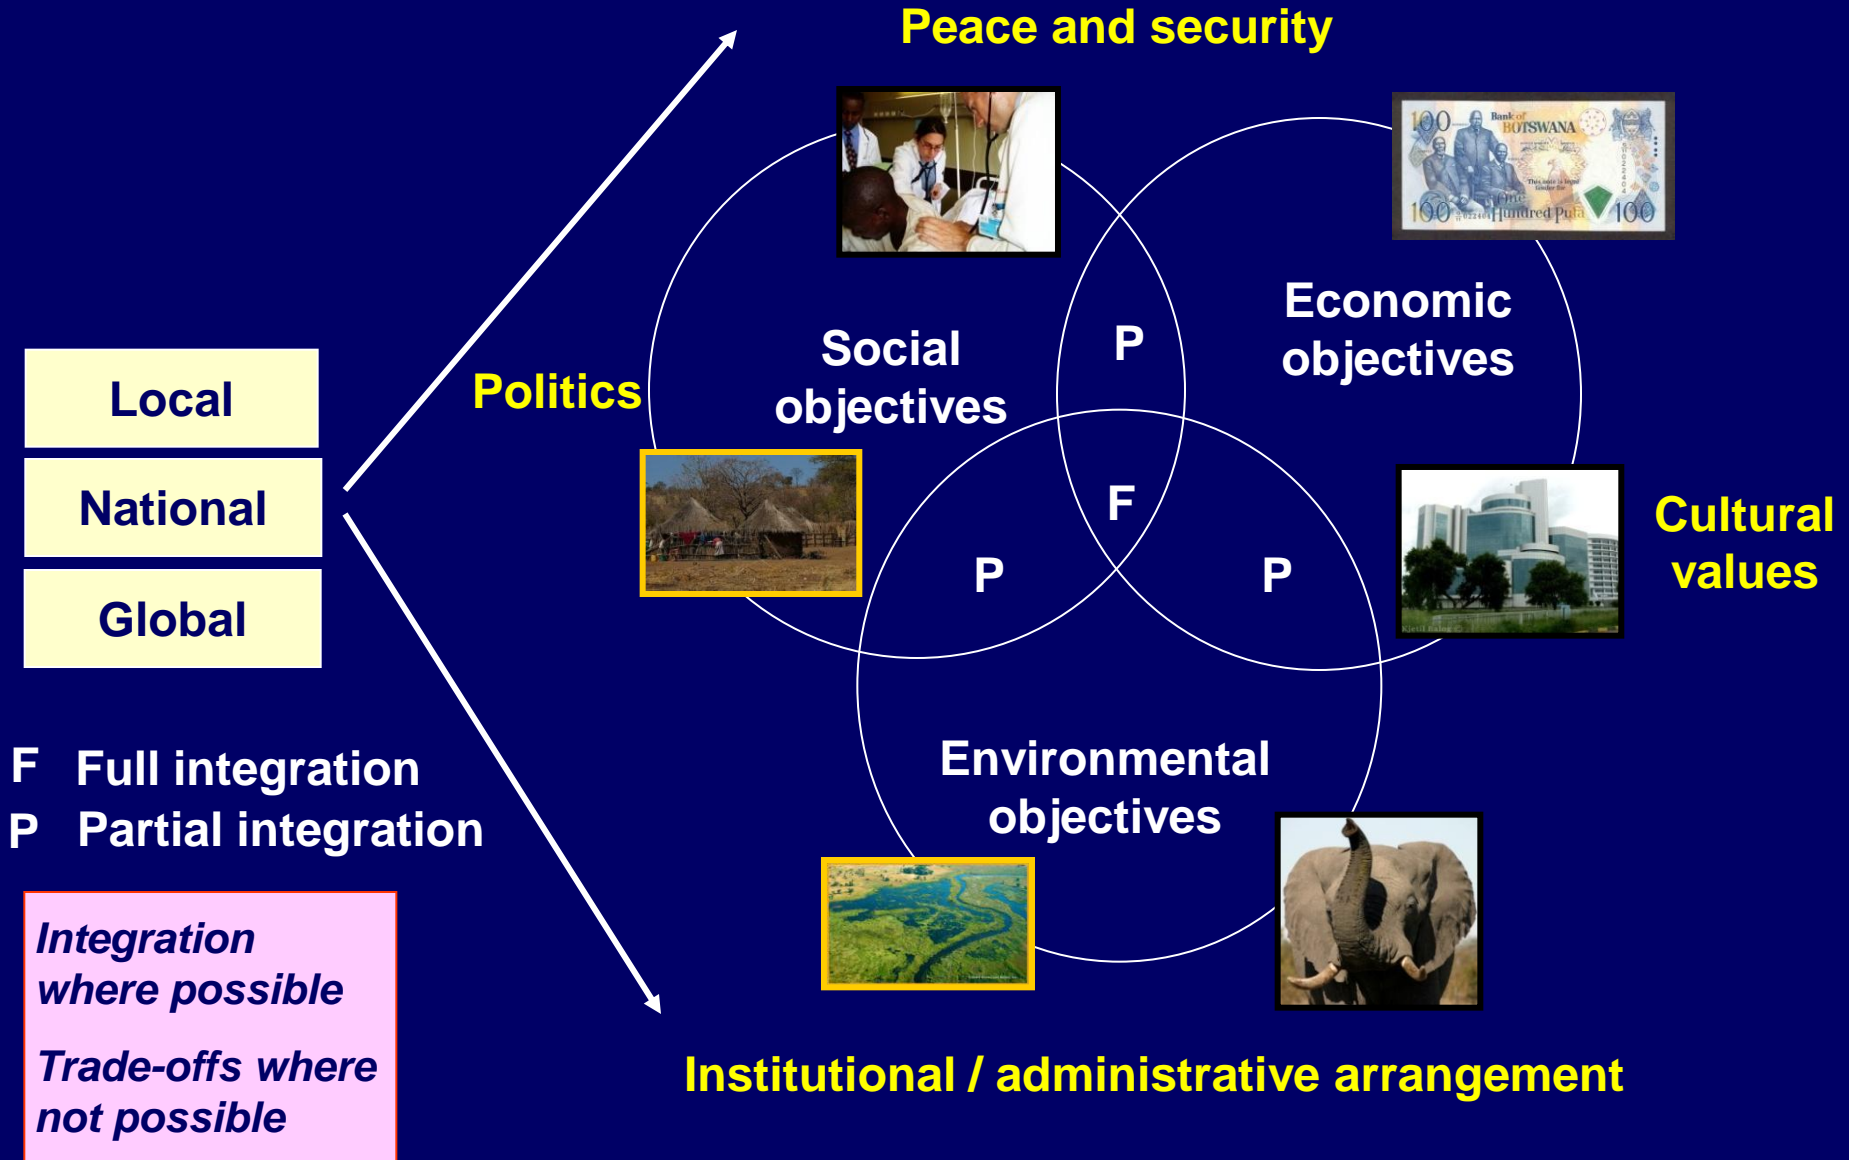 Peace and security
100
Bank of
BOTSWANA
100
Hundred Pula
100
Economic
objectives
Social
objectives
P
Politics
Local
National
Global
F
P
P
Cultural
values
F Full integration
P Partial integration
Environmental
objectives
Integration
where possible
Trade-offs where
not possible
Institutional / administrative arrangement